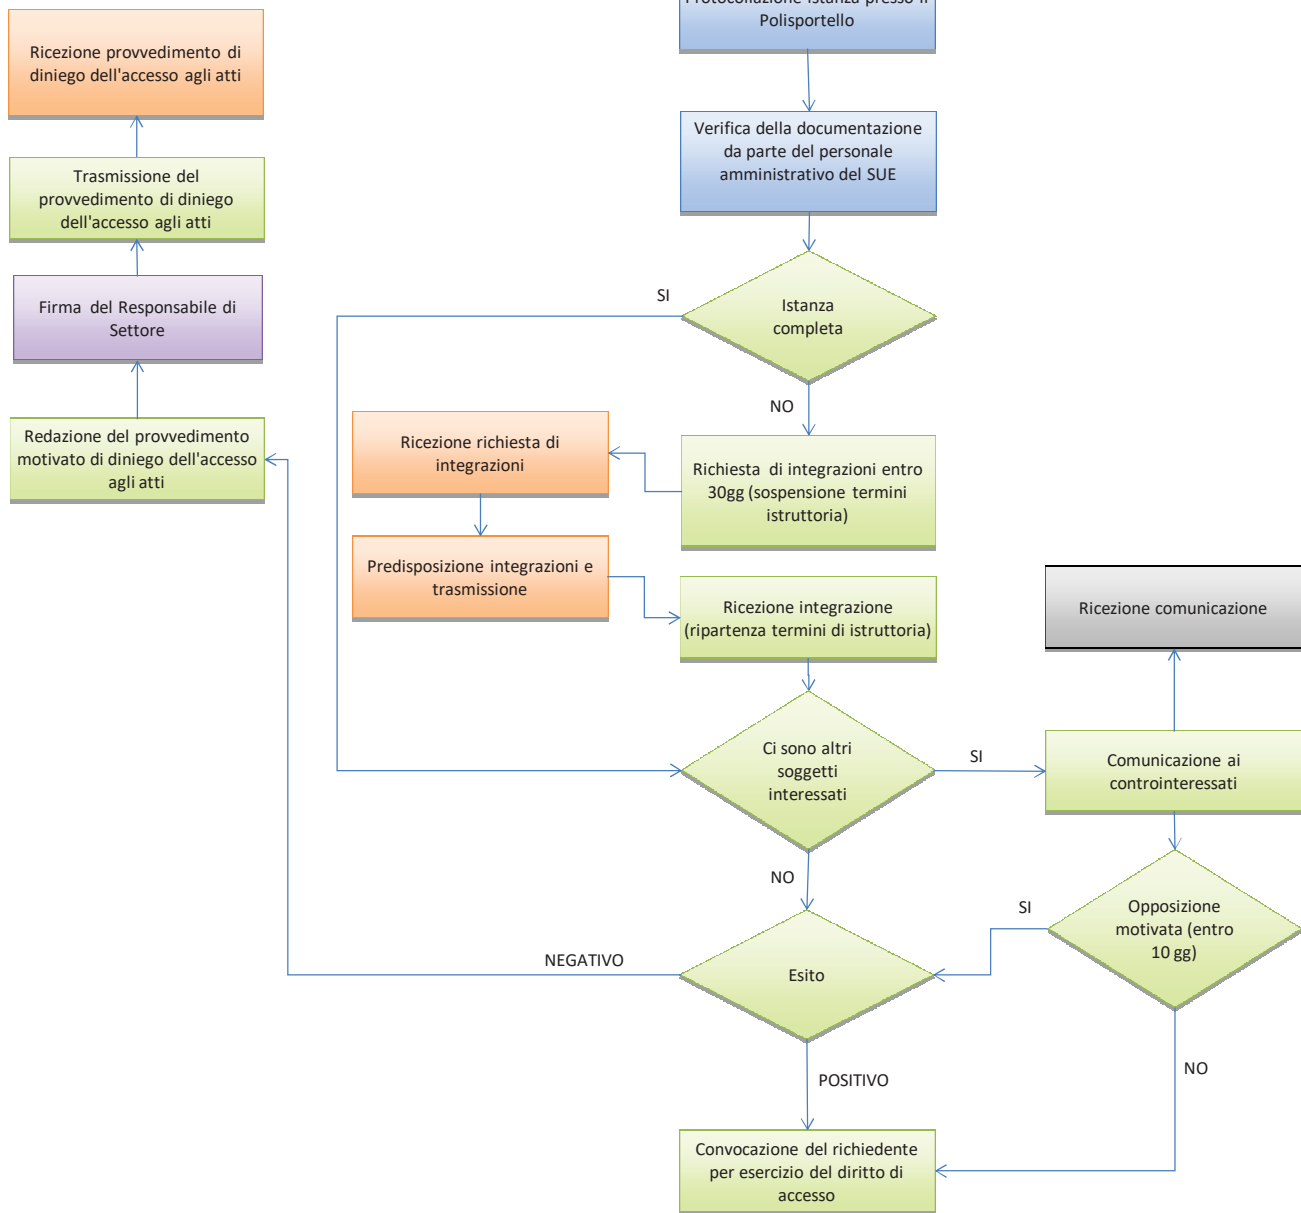 Protocollazione istanza presso il
Polisportello
Ricezione provvedimento di
diniego dell'accesso agli atti
Verifica della documentazione
da parte del personale
amministrativo del SUE
Trasmissione del
provvedimento di diniego
dell'accesso agli atti
Firma del Responsabile di
Settore
SI
Istanza
completa
NO
Redazione del provvedimento
motivato di diniego dell'accesso
agli atti
Ricezione richiesta di
integrazioni
Richiesta di integrazioni entro
30gg (sospensione termini
istruttoria)
Predisposizione integrazioni e
trasmissione
Ricezione integrazione
(ripartenza termini di istruttoria)
Ricezione comunicazione
Ci sono altri
soggetti
interessati
SI
Comunicazione ai
controinteressati
NO
SI
Opposizione
motivata (entro
10 gg)
NEGATIVO
Esito
POSITIVO
NO
Convocazione del richiedente
per esercizio del diritto di
accesso